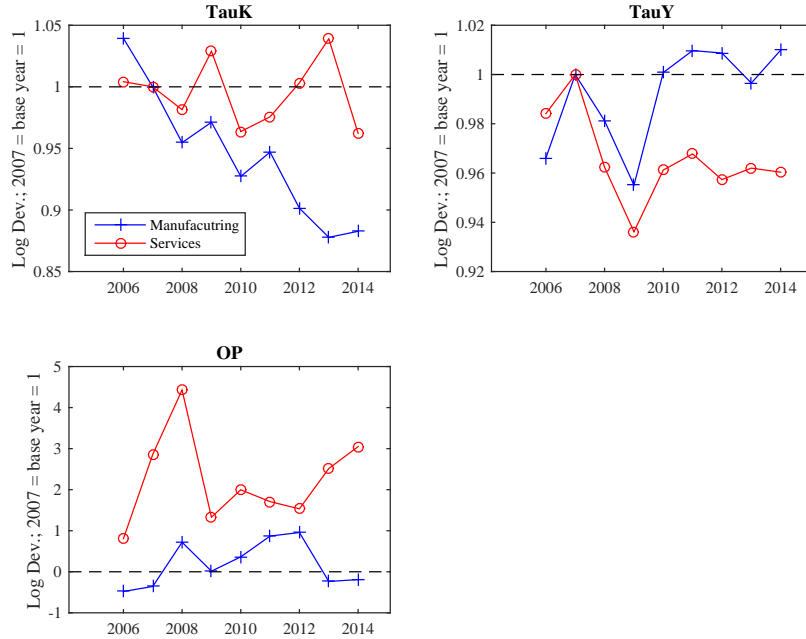 TauK
Log Dev.; 2007 = base year = 1
1.05
1
0.95
0.9
0.85
Manufacutring
Services
2006 2008 2010 2012 2014
TauY
Log Dev.; 2007 = base year = 1
1.02
1
0.98
0.96
0.94
0.92
2006 2008 2010 2012 2014
OP
Log Dev.; 2007 = base year = 1
5
4
3
2
1
0
-1
2006 2008 2010 2012 2014